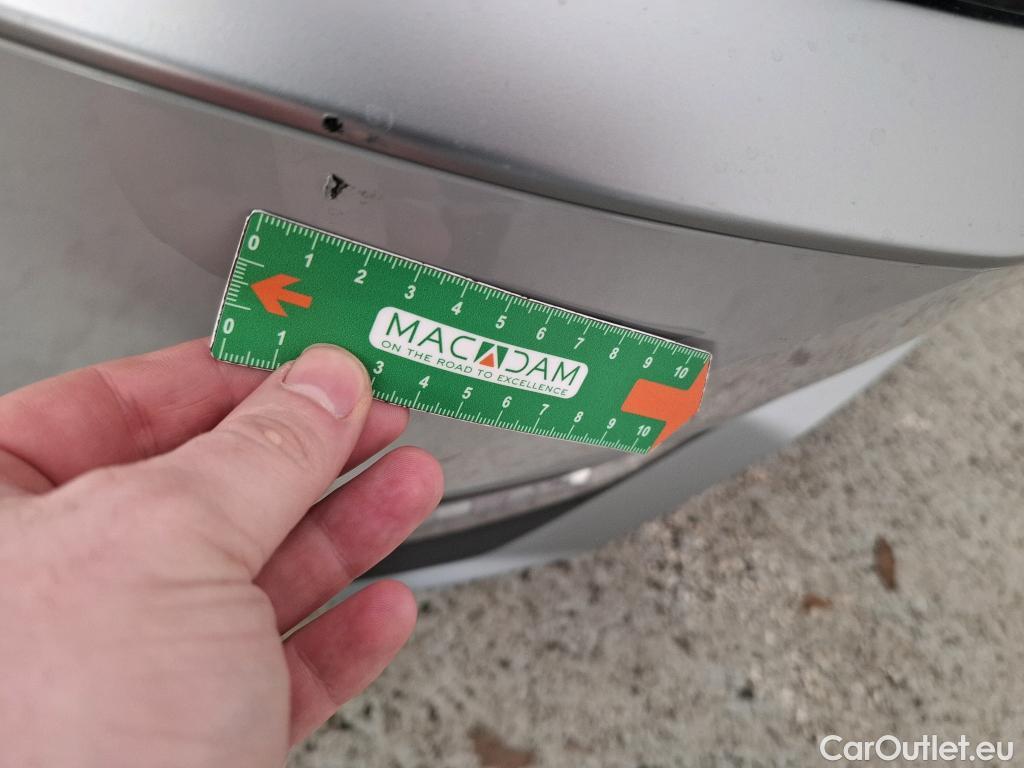 0 1 2 3 4 5 6 7 8 9 10
MACADAM
ON THE ROAD TO EXCELLENCE
0 1 3 4 5 6 7 8 9 10
CarOutlet.eu